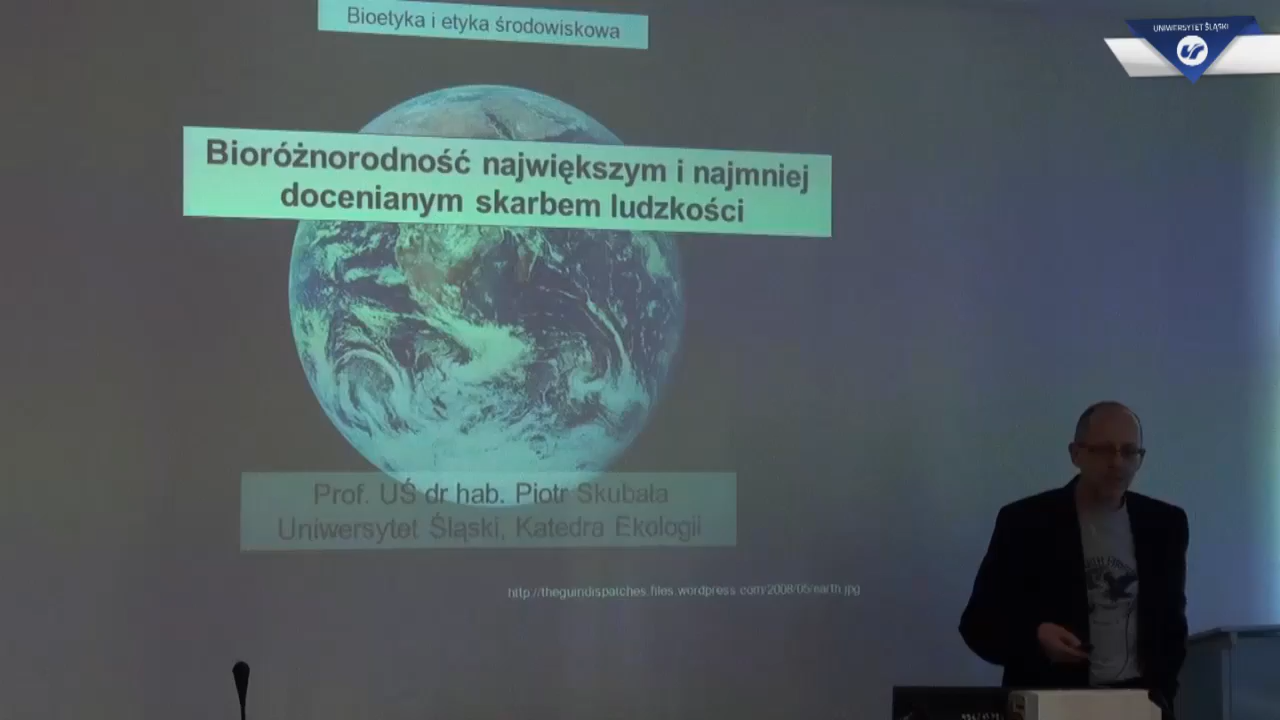 Bioetyka i etyka środowiskowa
UNIWERSYTET ŚLĄSKI
Bioróżnorodność największym i najmniej
docenianym skarbem ludzkości
Prof. UŚ dr hab. Piotr Skubała
Uniwersytet Śląski, Katedra Ekologii
http://theguindispatches.files.wordpress.com/2008/05/earth.jpg